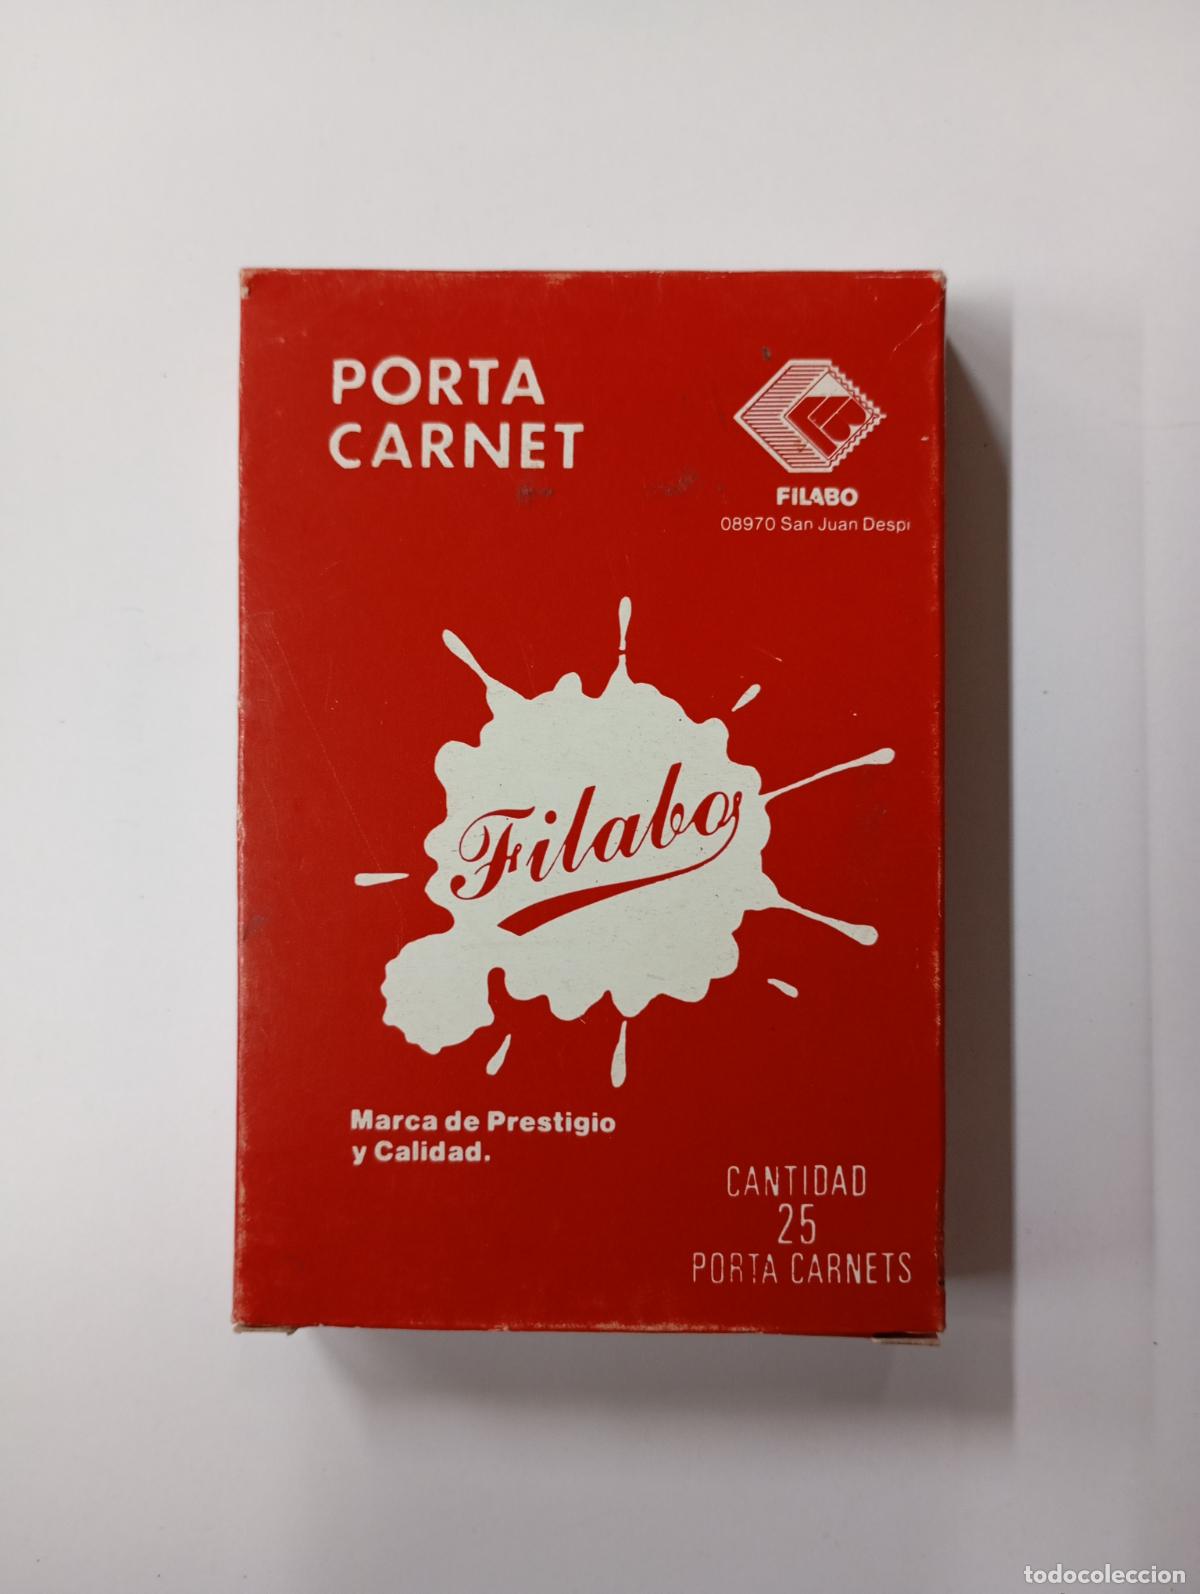 PORTA
CARNET
FILABO
08970 San Juan Despi
Filabo
Marca de Prestigio
y Calidad.
CANTIDAD
25
PORTA CARNETS
todocoleccion